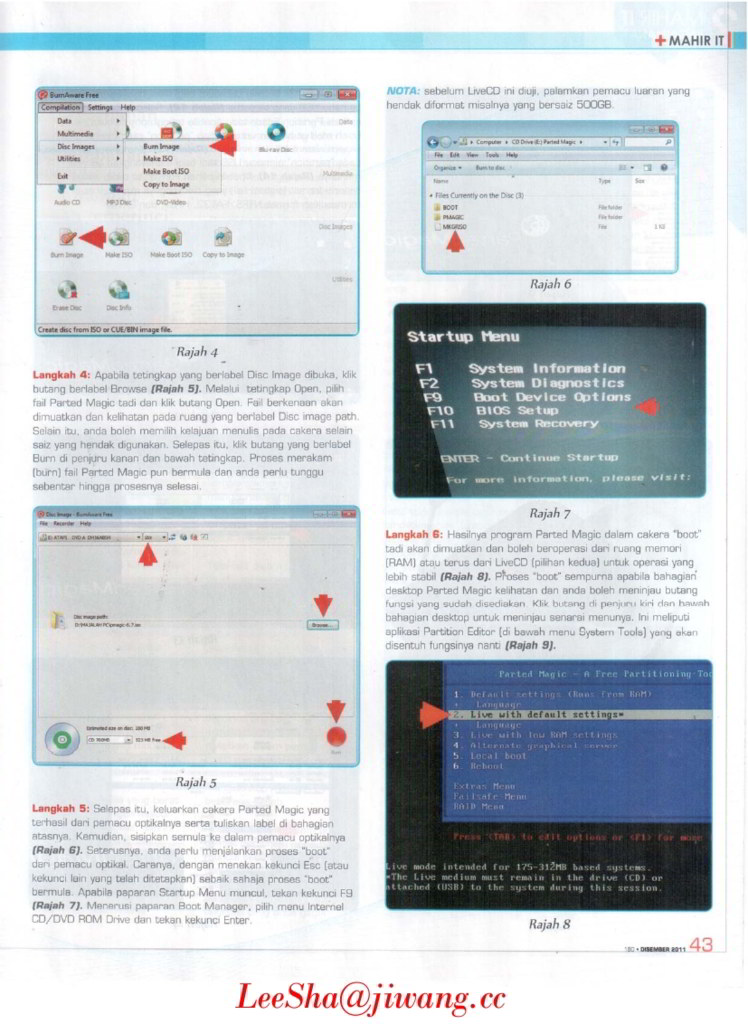 + MAHIR IT
BurnAware Free
Compilation Settings Help
Data
Multimedia
Disc Images
Utilities
Exit
Burn Image
Make ISO
Make Boot ISO
Copy to Image
Blu-ray Disc
Multimedia
Audio CD MP3 Disc DVD-Video
Disc Images
Burn Image Make ISO Make Boot ISO Copy to Image
Utilities
Erase Disc Disc Info
Create disc from ISO or CUE/BIN image file.
Rajah 4
Langkah 4: Apabila tetingkap yang berlabel Disc Image dibuka, klik
butang berlabel Browse (Rajah 5). Melalui tetingkap Open, pilih
fail Parted Magic tadi dan klik butang Open. Fail berkenaan akan
dimuatkan dan kelihatan pada ruang yang berlabel Disc image path.
Selain itu, anda boleh memilih kelajuan menulis pada cakera selain
saiz yang hendak digunakan. Selepas itu, klik butang yang berlabel
Burn di penjuru kanan dan bawah tetingkap. Proses merakam
(burn) fail Parted Magic pun bermula dan anda perlu tunggu
sebentar hingga prosesnya selesai.
Disc Image - BurnAware Free
File Recorder Help
Disc image path:
Browse...
Estimated size on disc:
Rajah 5
Langkah 5: Selepas itu, keluarkan cakera Parted Magic yang
terhasil dari pemacu optikalnya serta tuliskan label di bahagian
atasnya. Kemudian, sisipkan semula ke dalam pemacu optikalnya
(Rajah 6). Seterusnya, anda perlu menjalankan proses "boot"
dari pemacu optikal. Caranya, dengan menekan kekunci Esc (atau
kekunci lain yang telah ditetapkan) sebaik sahaja proses "boot"
bermula. Apabila paparan Startup Menu muncul, tekan kekunci F9
(Rajah 7). Menerusi paparan Boot Manager, pilih menu Internel
CD/DVD ROM Drive dan tekan kekunci Enter.
NOTA: sebelum LiveCD ini diuji, palamkan pemacu luaran yang
hendak diformat misalnya yang bersaiz 500GB.
Computer CD Drive (E:) Parted Magic
File Edit View Tools Help
Organize Burn to disc
Name Type Size
Files Currently on the Disc (3)
BOOT File folder
PMAGIC File folder
MKGRISO File 1 KB
Rajah 6
Startup Menu
F1 System Information
F2 System Diagnostics
F9 Boot Device Options
F10 BIOS Setup
F11 System Recovery
ENTER - Continue Startup
For more information, please visit:
Rajah 7
Langkah 6: Hasilnya program Parted Magic dalam cakera "boot"
tadi akan dimuatkan dan boleh beroperasi dari ruang memori
(RAM) atau terus dari LiveCD (pilihan kedua) untuk operasi yang
lebih stabil (Rajah 8). Proses "boot" sempurna apabila bahagian
desktop Parted Magic kelihatan dan anda boleh meninjau butang
fungsi yang sudah disediakan. Klik butang di penjuru kiri dan bawah
bahagian desktop untuk meninjau senarai menunya. Ini meliputi
aplikasi Partition Editor (di bawah menu System Tools) yang akan
disentuh fungsinya nanti (Rajah 9).
Parted Magic - A Free Partitioning Too
1. Default settings (Runs from RAM)
+ Language
2. Live with default settings*
+ Language
3. Live with low RAM settings
4. Alternate graphical server
5. Local boot
6. Reboot
Extras Menu
Failsafe Menu
RAID Menu
Press (TAB) to edit options or (F1) for more
Live mode intended for 175-312MB based systems.
*The Live medium must remain in the drive (CD) or
attached (USB) to the system during this session.
Rajah 8
DISEMBER 2011 43
LeeSha@jiwang.cc